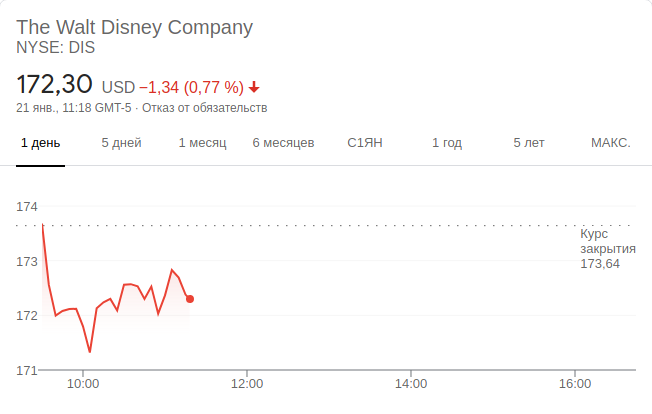 The Walt Disney Company
NYSE: DIS
172,30 USD −1,34 (0,77 %)
21 янв., 11:18 GMT-5 · Отказ от обязательств
1 день 5 дней 1 месяц 6 месяцев С1ЯН 1 год 5 лет МАКС.
174
Курс
закрытия
173,64
173
172
171
10:00 12:00 14:00 16:00